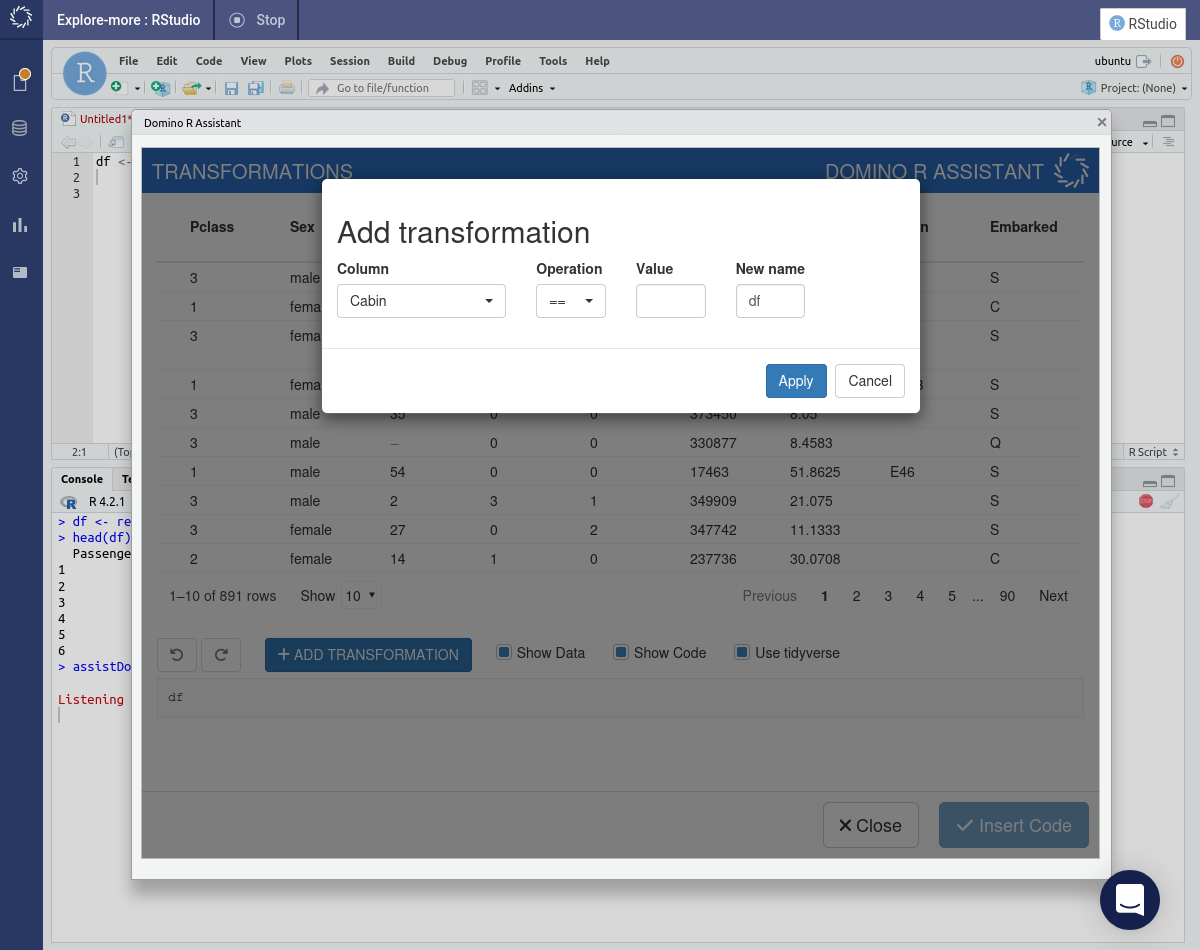 Explore-more : RStudio
Stop
R RStudio
R
File Edit Code View Plots Session Build Debug Profile Tools Help
ubuntu
Go to file/function
Addins
Project: (None)
Untitled1*
Domino R Assistant
1 df <-
2
3
TRANSFORMATIONS
DOMINO R ASSISTANT
Add transformation
Column Operation Value New name
Cabin == df
Apply Cancel
Pclass Sex Embarked
3 male S
1 fema C
3 fema S
1 fema S
3 male 35 0 0 373450 8.05 S
3 male – 0 0 330877 8.4583 Q
1 male 54 0 0 17463 51.8625 E46 S
3 male 2 3 1 349909 21.075 S
3 female 27 0 2 347742 11.1333 S
2 female 14 1 0 237736 30.0708 C
1–10 of 891 rows Show 10
Previous 1 2 3 4 5 ... 90 Next
+ ADD TRANSFORMATION
Show Data Show Code Use tidyverse
df
Close
Insert Code
2:1 (To
R Script
urce
Console Te
R 4.2.1
> df <- re
> head(df)
Passenge
1
2
3
4
5
6
> assistDo
Listening